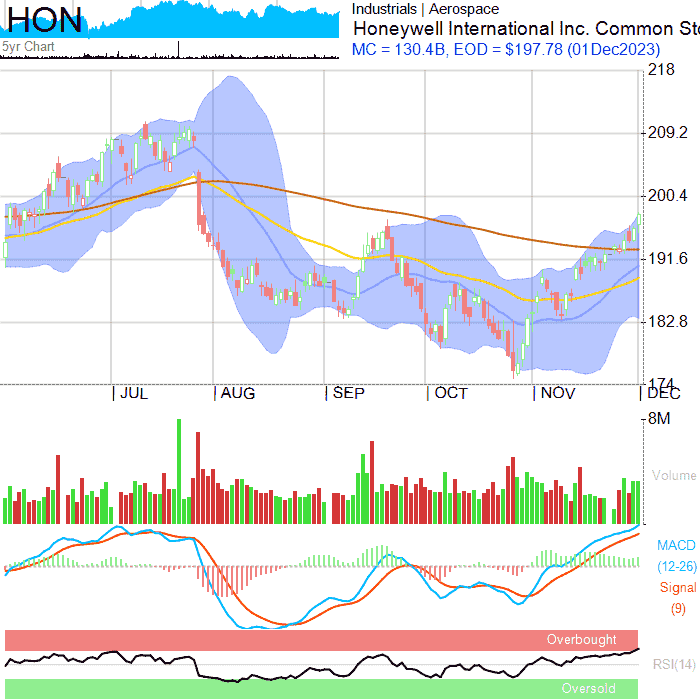 HON
5yr Chart
Industrials | Aerospace
Honeywell International Inc. Common Sto
MC = 130.4B, EOD = $197.78 (01Dec2023)
218
209.2
200.4
191.6
182.8
174
JUL
AUG
SEP
OCT
NOV
DEC
8M
Volume
MACD
(12-26)
Signal
(9)
Overbought
RSI(14)
Oversold